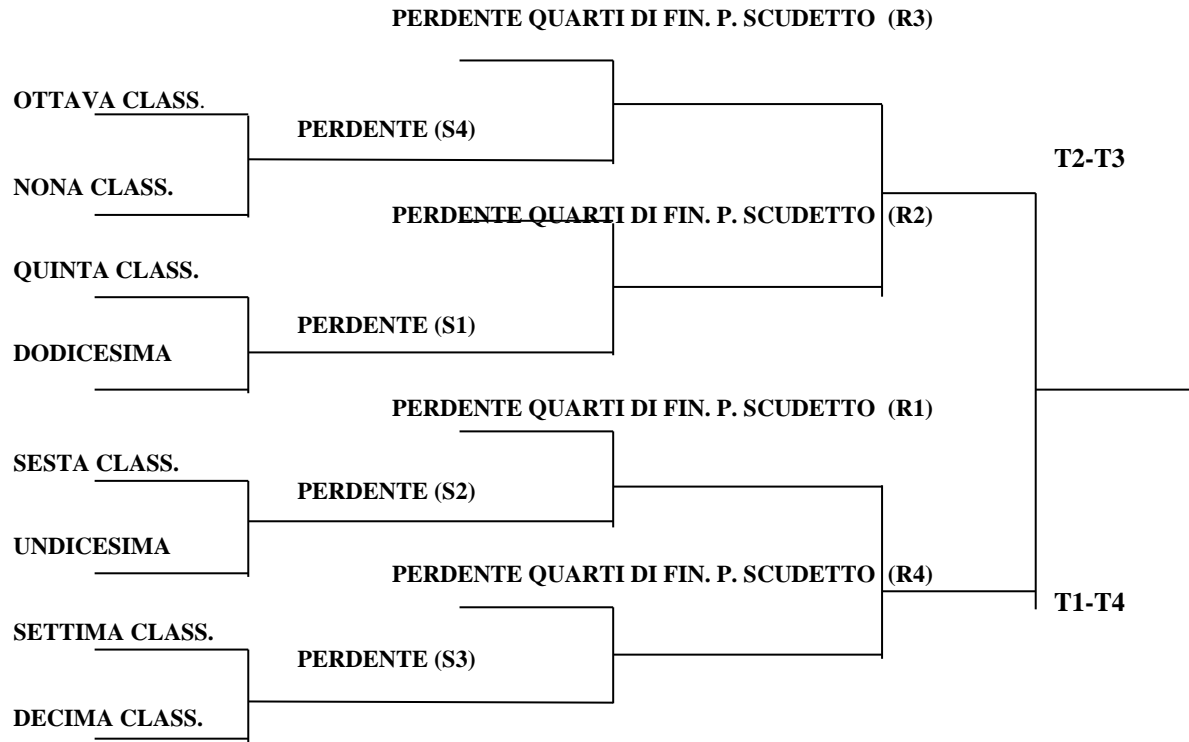 PERDENTE QUARTI DI FIN. P. SCUDETTO (R3)
OTTAVA CLASS.
PERDENTE (S4)
T2-T3
NONA CLASS.
PERDENTE QUARTI DI FIN. P. SCUDETTO (R2)
QUINTA CLASS.
PERDENTE (S1)
DODICESIMA
PERDENTE QUARTI DI FIN. P. SCUDETTO (R1)
SESTA CLASS.
PERDENTE (S2)
UNDICESIMA
PERDENTE QUARTI DI FIN. P. SCUDETTO (R4)
T1-T4
SETTIMA CLASS.
PERDENTE (S3)
DECIMA CLASS.